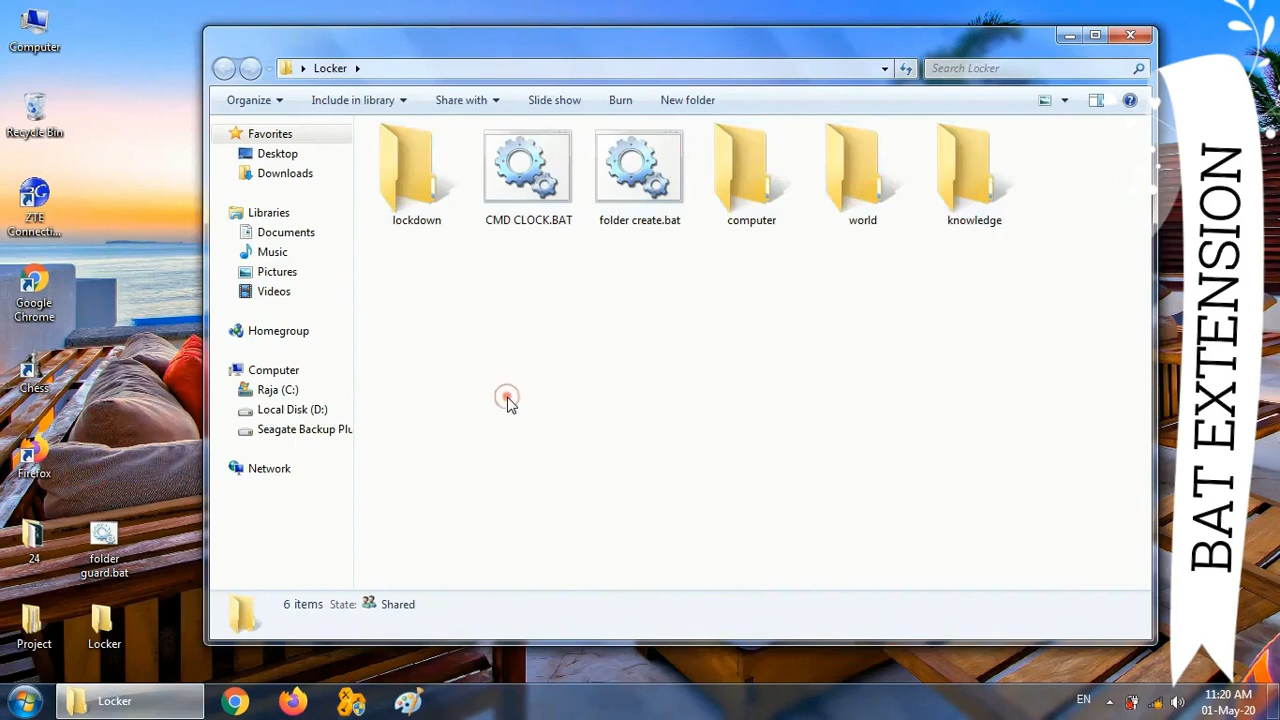 Computer
Recycle Bin
ZTE
Connecti...
Google
Chrome
Chess
Firefox
24
folder
guard.bat
Project
Locker
Locker
Search Locker
Organize
Include in library
Share with
Slide show
Burn
New folder
Favorites
Desktop
Downloads
Libraries
Documents
Music
Pictures
Videos
Homegroup
Computer
Raja (C:)
Local Disk (D:)
Seagate Backup Plu
Network
lockdown
CMD CLOCK.BAT
folder create.bat
computer
world
knowledge
6 items State: Shared
BAT EXTENSION
Locker
EN
11:20 AM
01-May-20